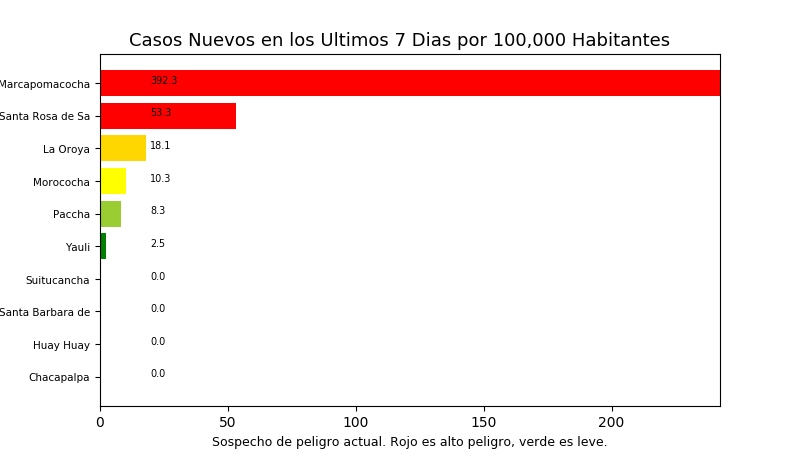 Casos Nuevos en los Ultimos 7 Dias por 100,000 Habitantes
Marcapomacocha 392.3
Santa Rosa de Sa 53.3
La Oroya 18.1
Morococha 10.3
Paccha 8.3
Yauli 2.5
Suitucancha 0.0
Santa Barbara de 0.0
Huay Huay 0.0
Chacapalpa 0.0
0 50 100 150 200
Sospecho de peligro actual. Rojo es alto peligro, verde es leve.